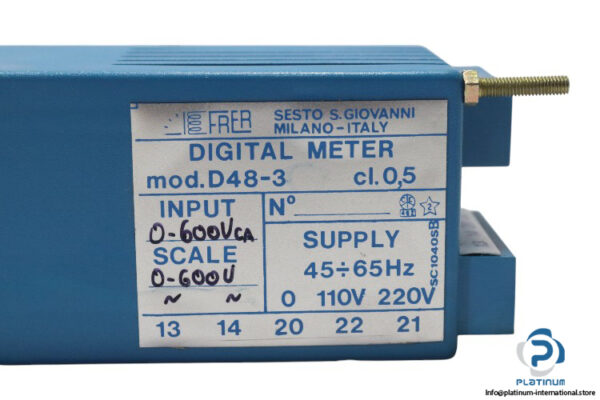 FRER
SESTO S.GIOVANNI
MILANO-ITALY
DIGITAL METER
mod.D48-3 cl.0,5
INPUT
0-600VCA
SCALE
0-600V
~ ~
13 14
N°
SUPPLY
45÷65Hz
0 110V 220V
20 22 21
SC1040SB
PLATINUM
Info@platinum-international.store